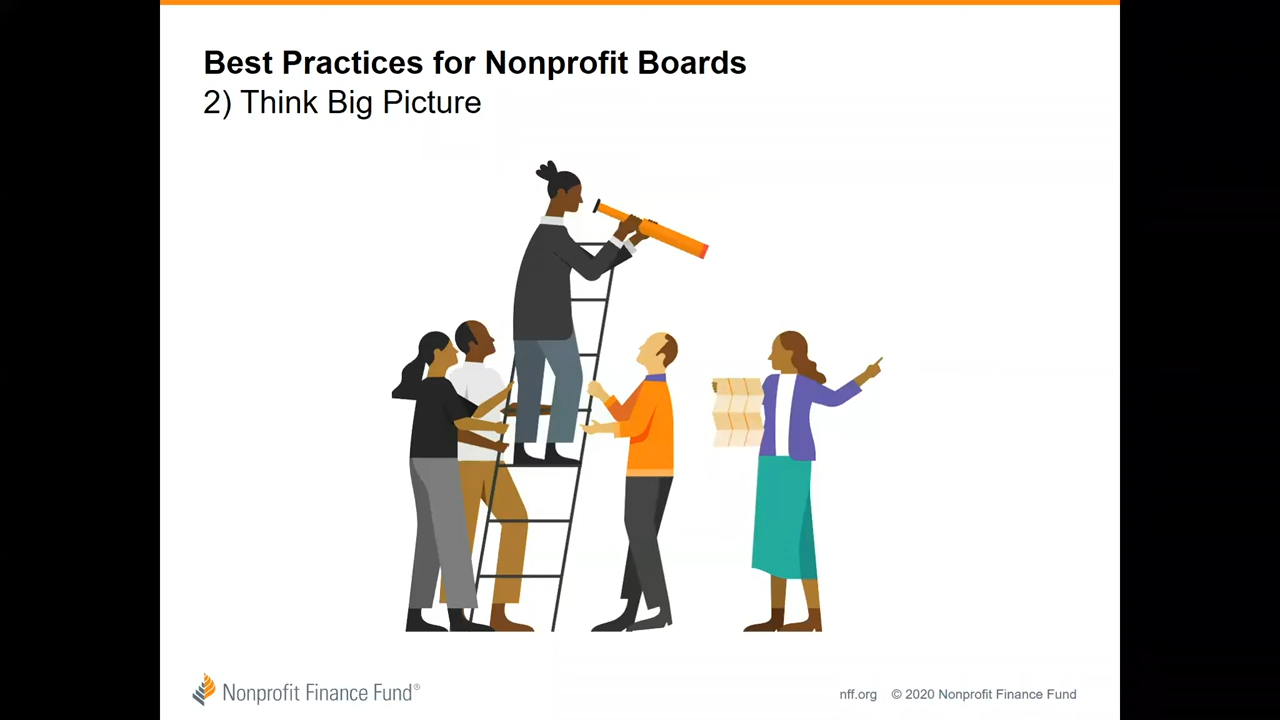 Best Practices for Nonprofit Boards
2) Think Big Picture
Nonprofit Finance Fund®
nff.org © 2020 Nonprofit Finance Fund